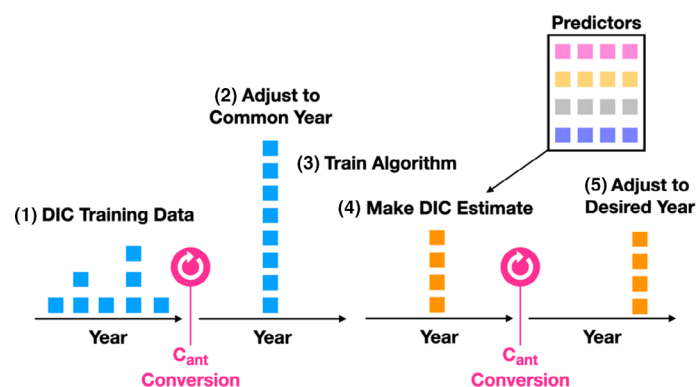 Predictors
(2) Adjust to
Common Year
(3) Train Algorithm
(1) DIC Training Data
(4) Make DIC Estimate
(5) Adjust to
Desired Year
Year
Year
Year
Year
Cant
Conversion
Cant
Conversion